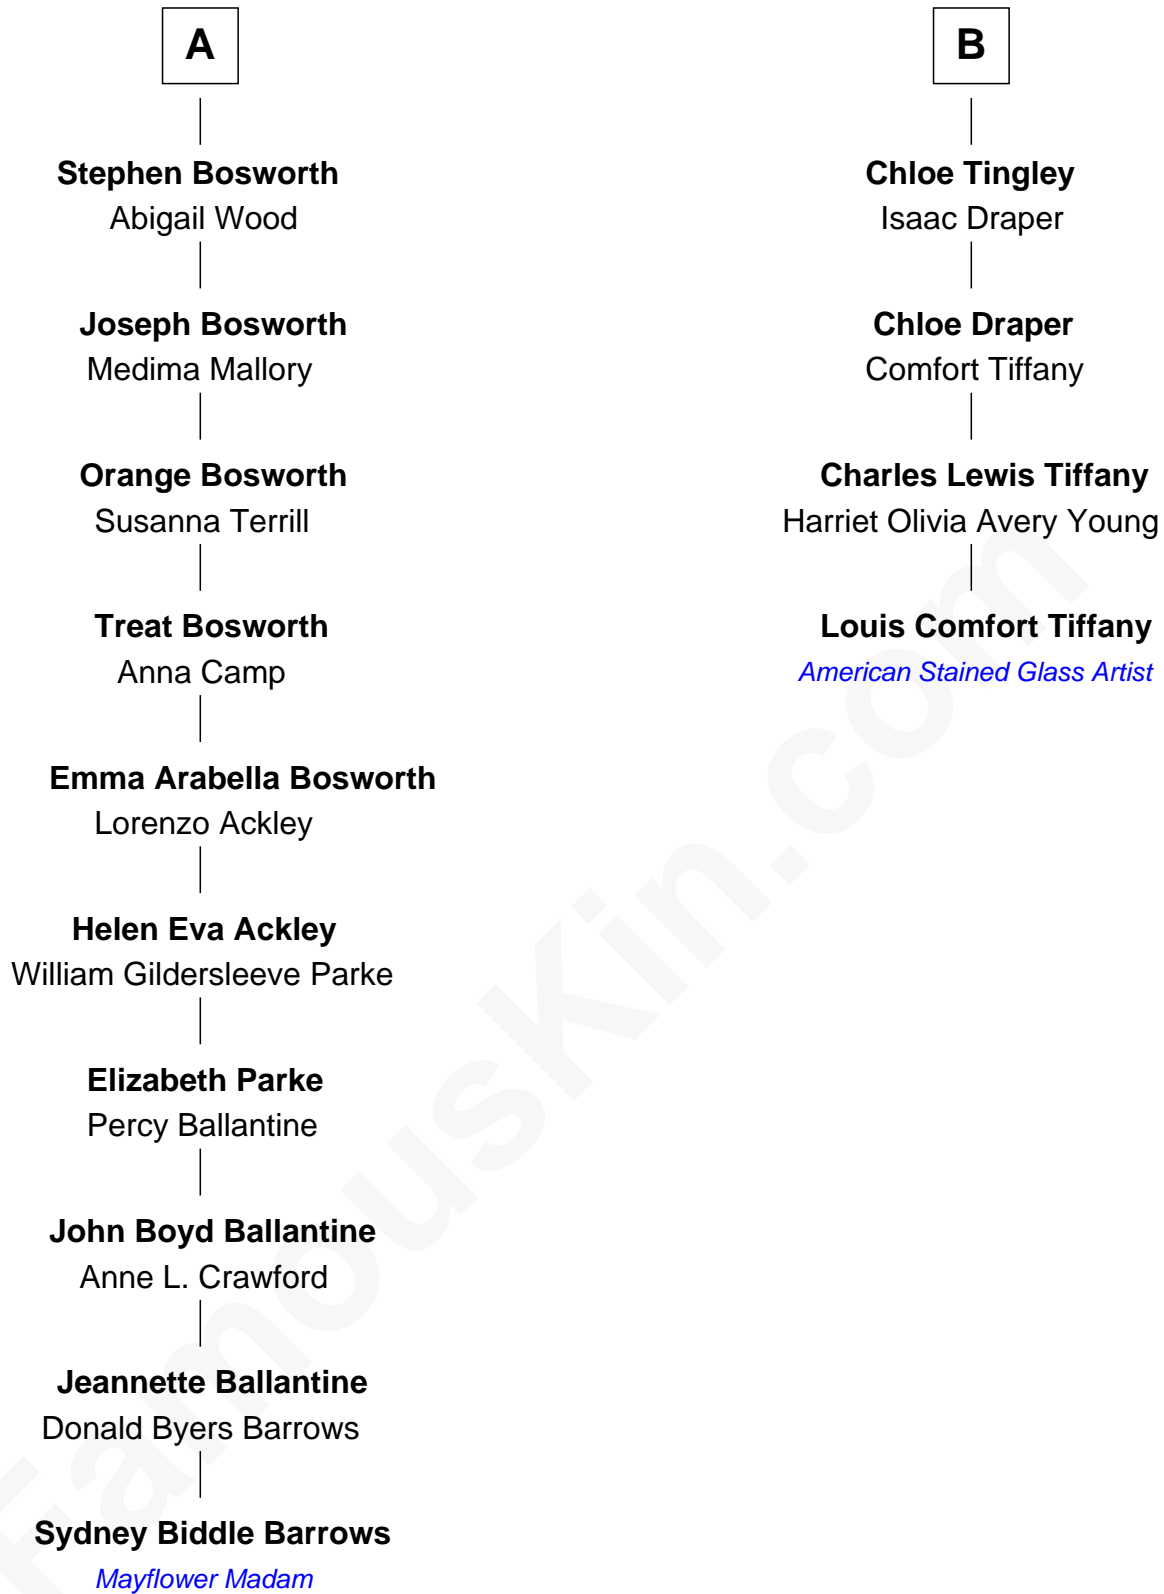 A
Stephen Bosworth
Abigail Wood
Joseph Bosworth
Medima Mallory
Orange Bosworth
Susanna Terrill
Treat Bosworth
Anna Camp
Emma Arabella Bosworth
Lorenzo Ackley
Helen Eva Ackley
William Gildersleeve Parke
Elizabeth Parke
Percy Ballantine
John Boyd Ballantine
Anne L. Crawford
Jeannette Ballantine
Donald Byers Barrows
Sydney Biddle Barrows
Mayflower Madam
B
Chloe Tingley
Isaac Draper
Chloe Draper
Comfort Tiffany
Charles Lewis Tiffany
Harriet Olivia Avery Young
Louis Comfort Tiffany
American Stained Glass Artist
FamousKin.com